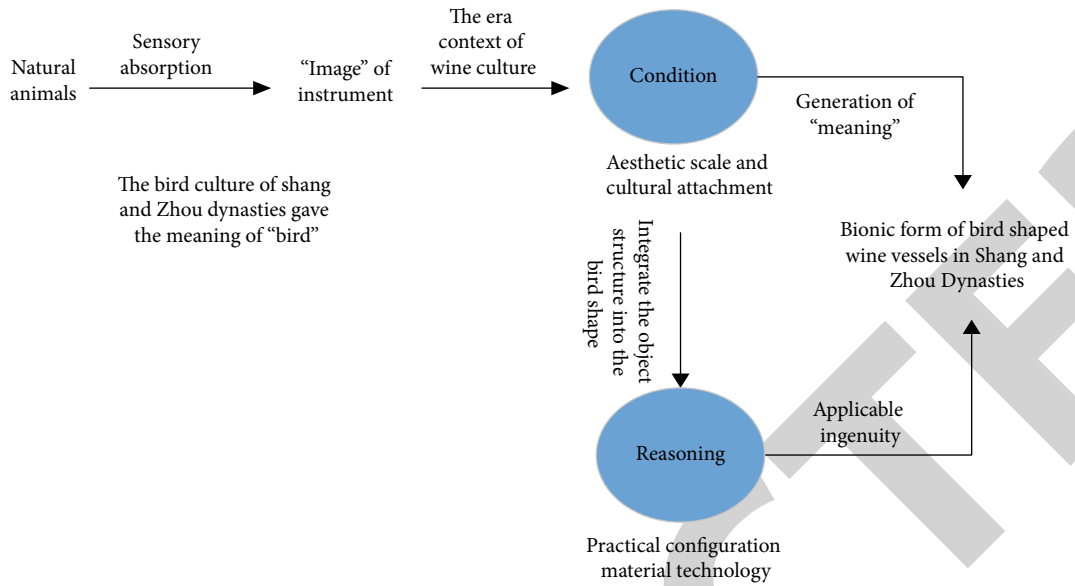 Natural
animals
Sensory
absorption
“Image” of
instrument
The era
context of
wine culture
Condition
Generation of
“meaning”
The bird culture of shang
and Zhou dynasties gave
the meaning of “bird”
Aesthetic scale and
cultural attachment
Integrate the object
structure into the
bird shape
Bionic form of bird shaped
wine vessels in Shang and
Zhou Dynasties
Reasoning
Applicable
ingenuity
Practical configuration
material technology